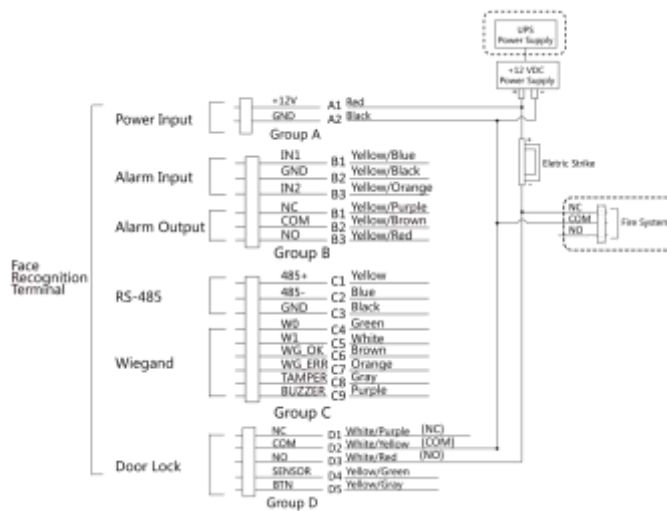 UPS
Power Supply
+12 VDC
Power Supply
+ -
Face
Recognition
Terminal
Power Input
+12V A1 Red
GND A2 Black
Group A
Alarm Input
IN1 B1 Yellow/Blue
GND B2 Yellow/Black
IN2 B3 Yellow/Orange
Alarm Output
NC B1 Yellow/Purple
COM B2 Yellow/Brown
NO B3 Yellow/Red
Group B
+
Eletric Strike
-
NC
COM
NO
Fire System
RS-485
485+ C1 Yellow
485- C2 Blue
GND C3 Black
Wiegand
W0 C4 Green
W1 C5 White
WG_OK C6 Brown
WG_ERR C7 Orange
TAMPER C8 Gray
BUZZER C9 Purple
Group C
Door Lock
NC D1 White/Purple (NC)
COM D2 White/Yellow (COM)
NO D3 White/Red (NO)
SENSOR D4 Yellow/Green
BTN D5 Yellow/Gray
Group D